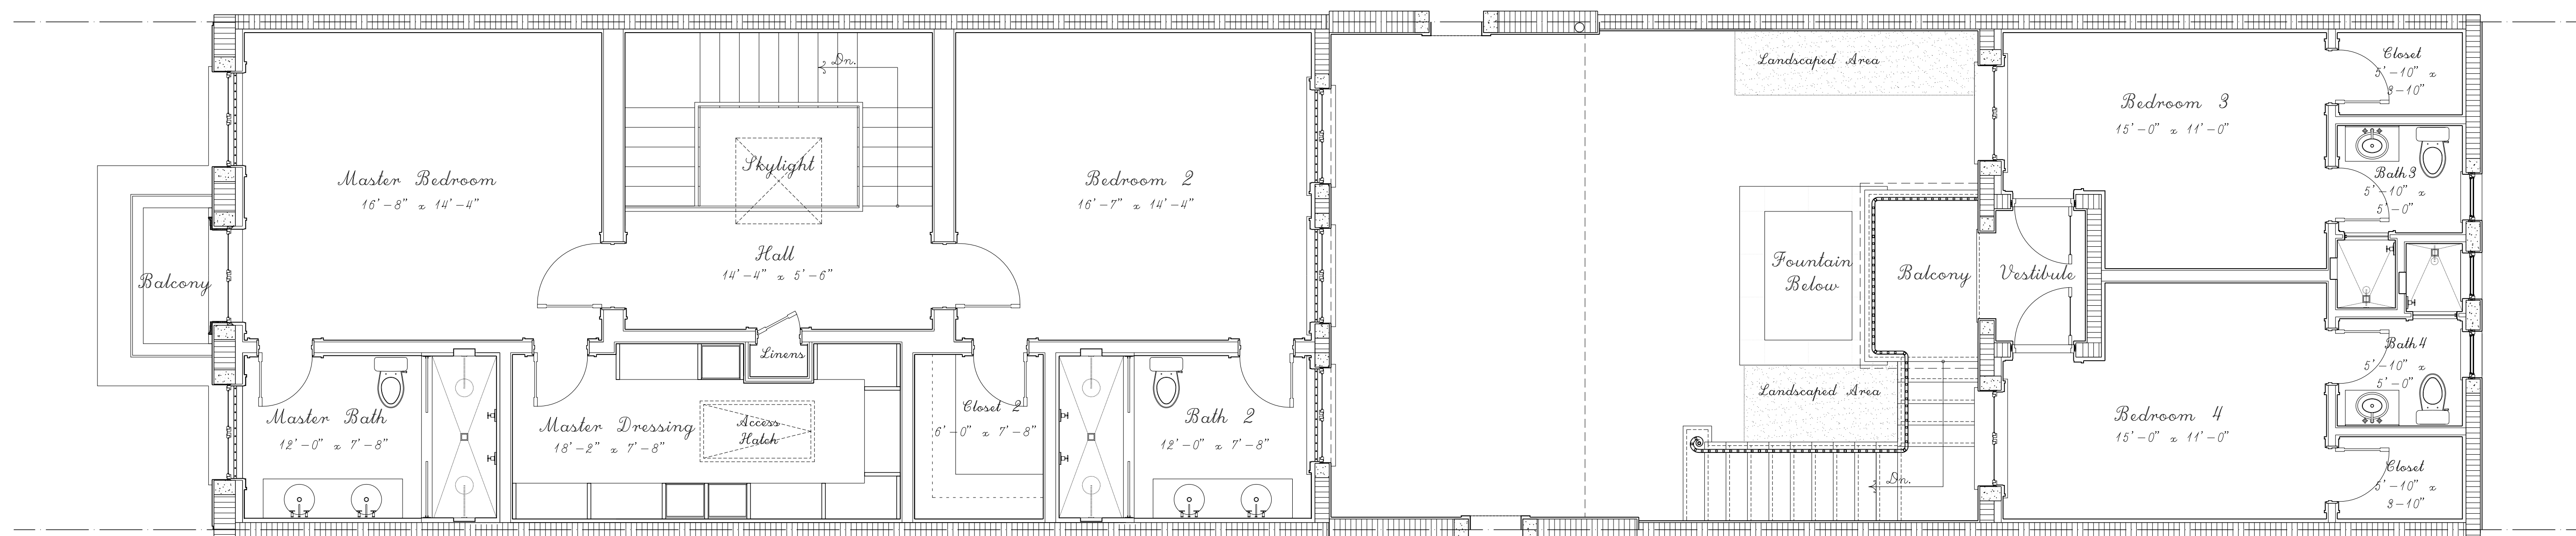 Balcony
Master Bedroom
16'-8" x 14'-4"
Master Bath
12'-0" x 7'-8"
Dn.
Skylight
Hall
14'-4" x 5'-6"
Linens
Master Dressing
18'-2" x 7'-8"
Access
Hatch
Bedroom 2
16'-7" x 14'-4"
Closet 2
6'-0" x 7'-8"
Bath 2
12'-0" x 7'-8"
Landscaped Area
Fountain
Below
Landscaped Area
Balcony
Vestibule
Dn.
Bedroom 3
15'-0" x 11'-0"
Closet
5'-10" x
3-10"
Bath 3
5'-10" x
5'-0"
Bath 4
5'-10" x
5'-0"
Bedroom 4
15'-0" x 11'-0"
Closet
5'-10" x
3-10"